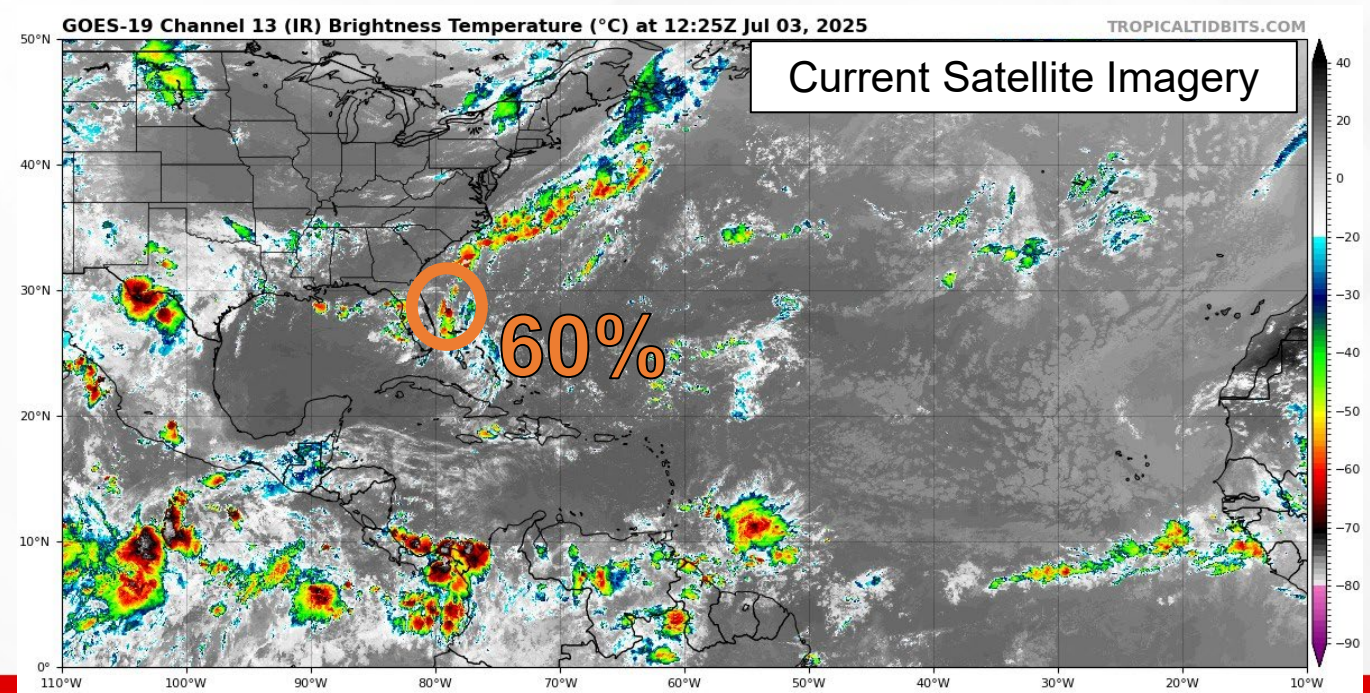 GOES-19 Channel 13 (IR) Brightness Temperature (°C) at 12:25Z Jul 03, 2025
TROPICALTIDBITS.COM
Current Satellite Imagery
60%
50°N
40°N
30°N
20°N
10°N
0°
110°W
100°W
90°W
80°W
70°W
60°W
50°W
40°W
30°W
20°W
10°W
40
20
0
−20
−30
−40
−50
−60
−70
−80
−90